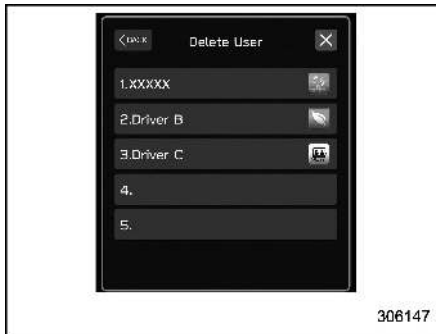 BACK
Delete User
1.XXXXX
2.Driver B
3.Driver C
4.
5.
306147